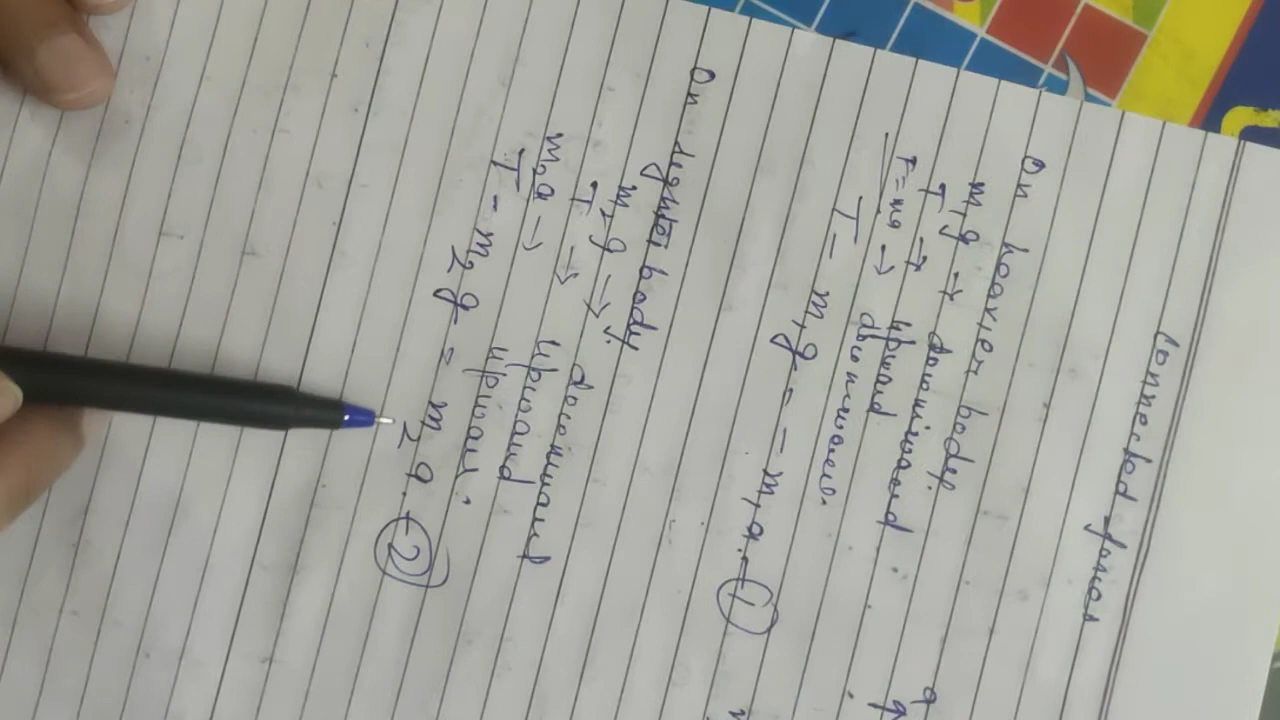 Connected forces
On heavier body.
m₁g → downward
T → upward
F=ma → downward.
T - m₁g = - m₁a. - ①
On lighter body
m₂g → downward
T → upward
m₂a → upward.
T - m₂g = m₂a. - ②